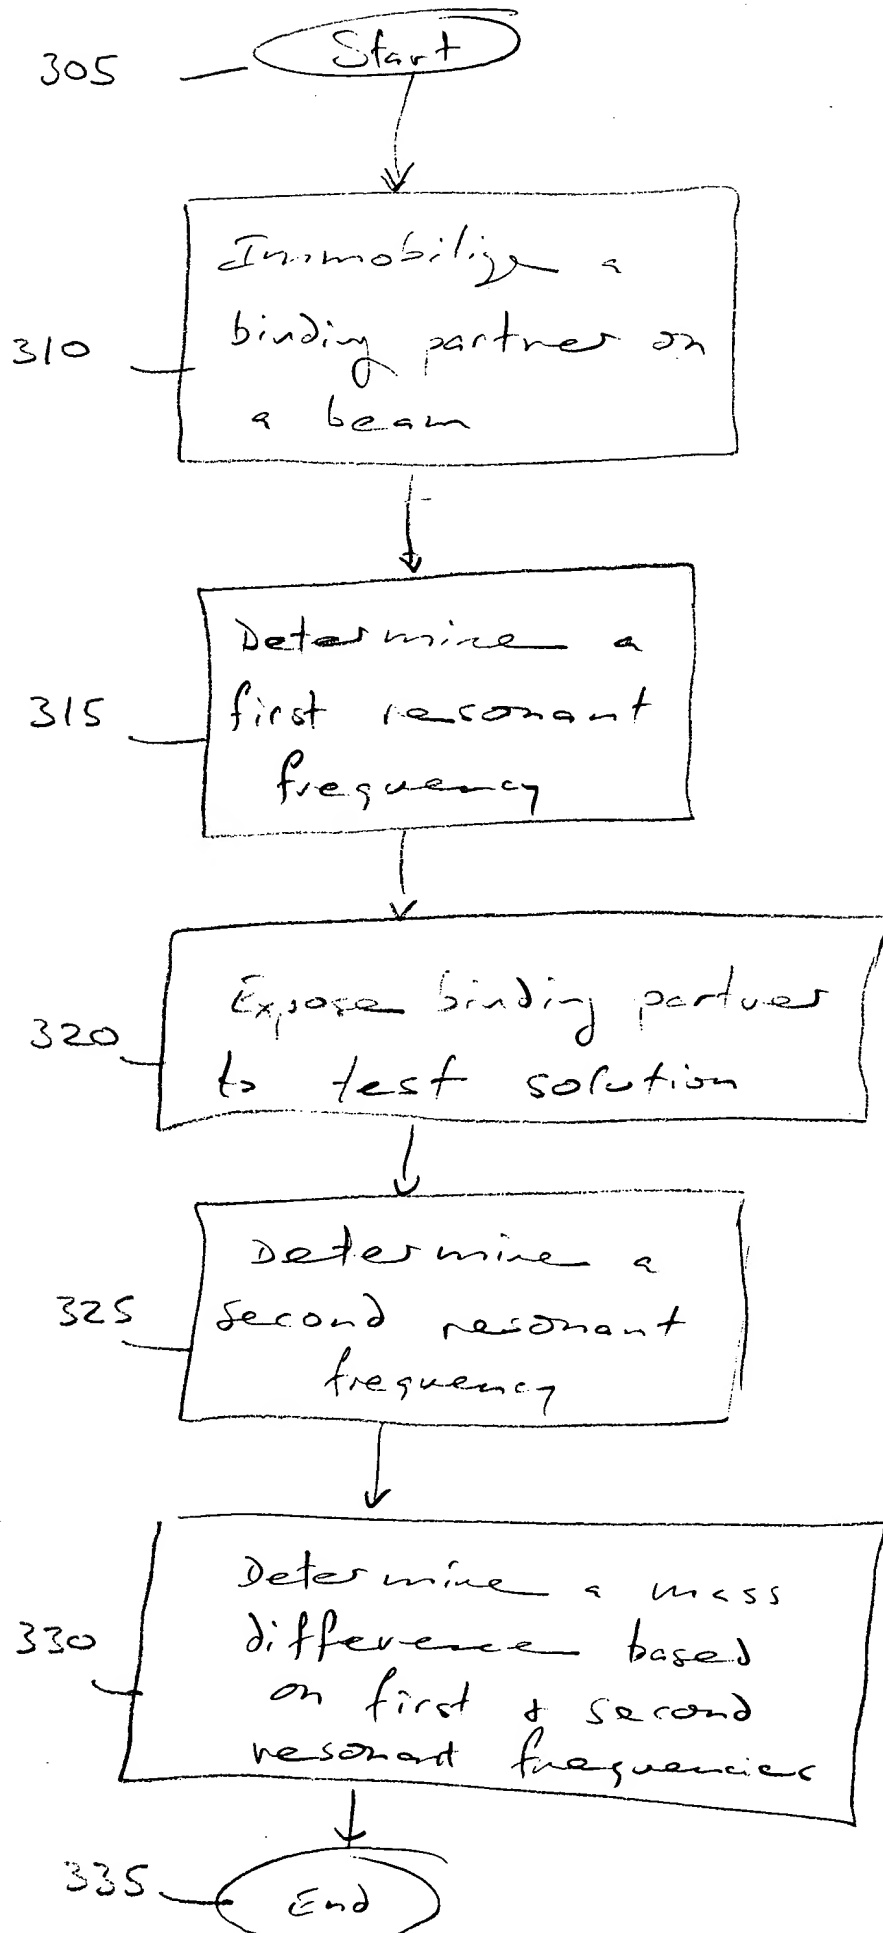 305 Start
Immobilize a
310 binding partner on
a beam
Determine a
315 first resonant
frequency
Expose binding partner
320 to test solution
Determine a
325 second resonant
frequency
Determine a mass
330 difference based
on first & second
resonant frequencies
335 End